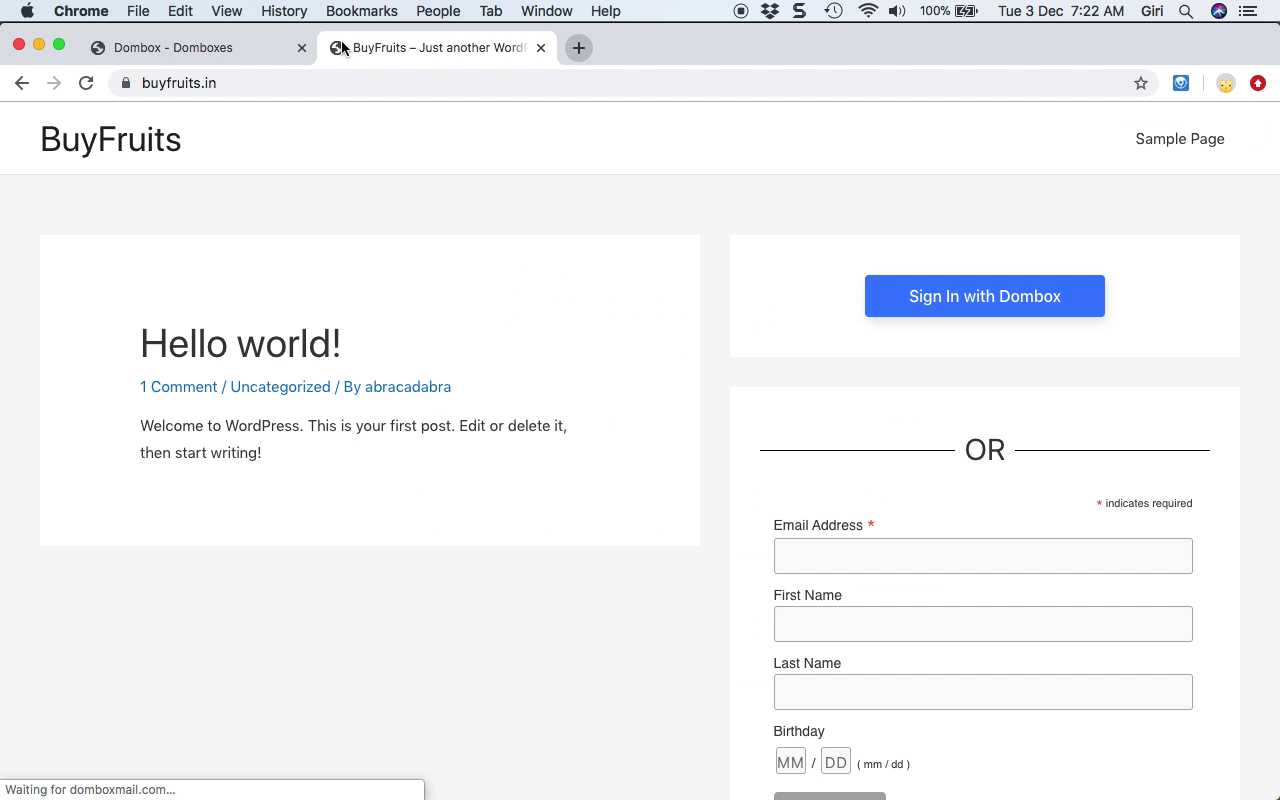 Chrome File Edit View History Bookmarks People Tab Window Help 100% Tue 3 Dec 7:22 AM Giri
Dombox - Domboxes BuyFruits – Just another Word
buyfruits.in
BuyFruits
Sample Page
Sign In with Dombox
Hello world!
1 Comment / Uncategorized / By abracadabra
Welcome to WordPress. This is your first post. Edit or delete it,
then start writing!
OR
* indicates required
Email Address *
First Name
Last Name
Birthday
MM / DD ( mm / dd )
Waiting for domboxmail.com...